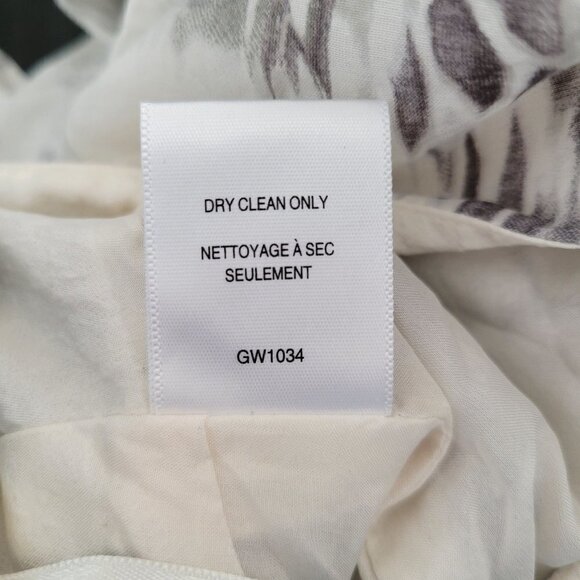 DRY CLEAN ONLY
NETTOYAGE À SEC
SEULEMENT
GW1034